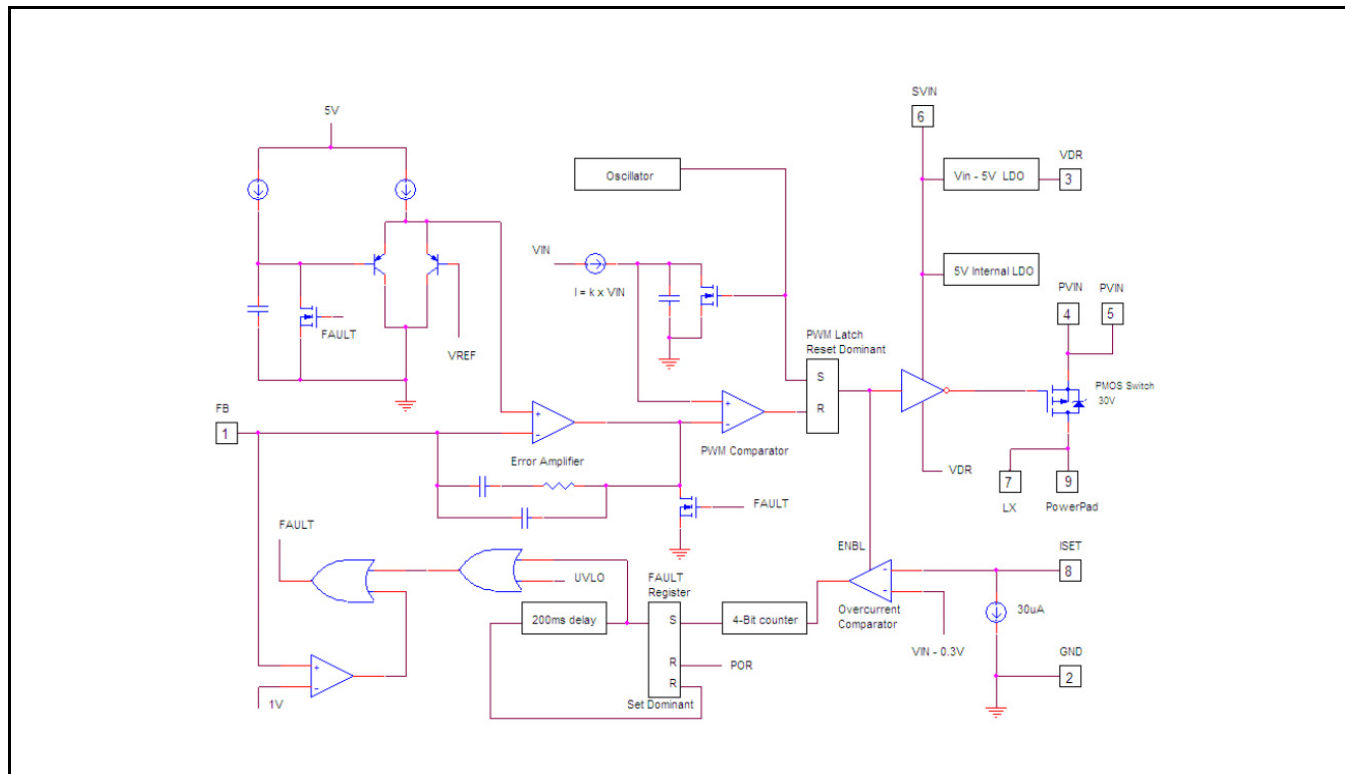 SVIN
6
5V
VDR
Oscillator
Vin - 5V LDO
3
VIN
5V Internal LDO
I = k x VIN
PVIN
PVIN
4
5
FAULT
PWM Latch
Reset Dominant
VREF
S
PMOS Switch
30V
FB
R
1
+
-
+
-
PWM Comparator
Error Amplifier
VDR
7
9
LX
PowerPad
FAULT
FAULT
ENBL
ISET
-
8
UVLO
FAULT
Register
-
Overcurrent
Comparator
30uA
200ms delay
S
4-Bit counter
VIN - 0.3V
GND
+
R
POR
2
-
R
1V
Set Dominant